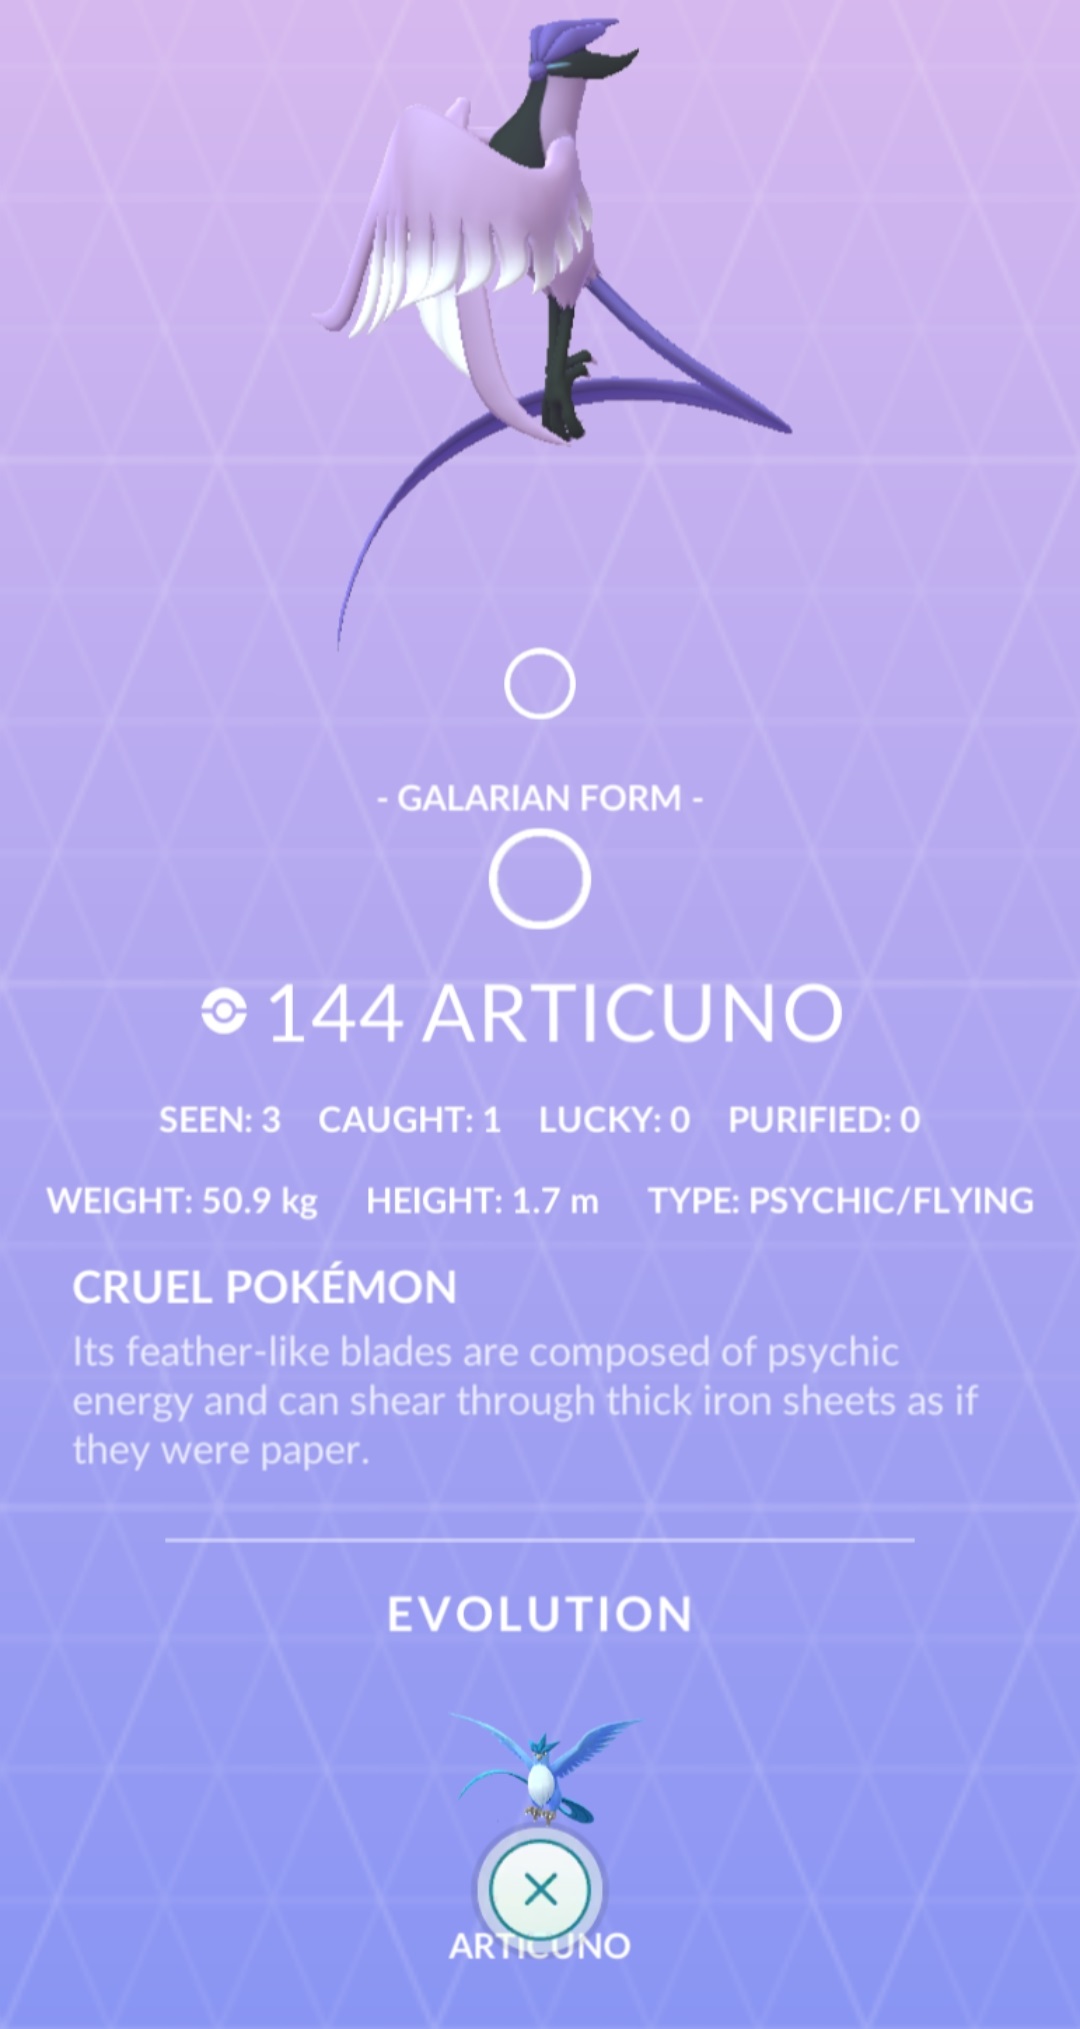 - GALARIAN FORM -
144 ARTICUNO
SEEN: 3 CAUGHT: 1 LUCKY: 0 PURIFIED: 0
WEIGHT: 50.9 kg HEIGHT: 1.7 m TYPE: PSYCHIC/FLYING
CRUEL POKÉMON
Its feather-like blades are composed of psychic
energy and can shear through thick iron sheets as if
they were paper.
EVOLUTION
ARTICUNO